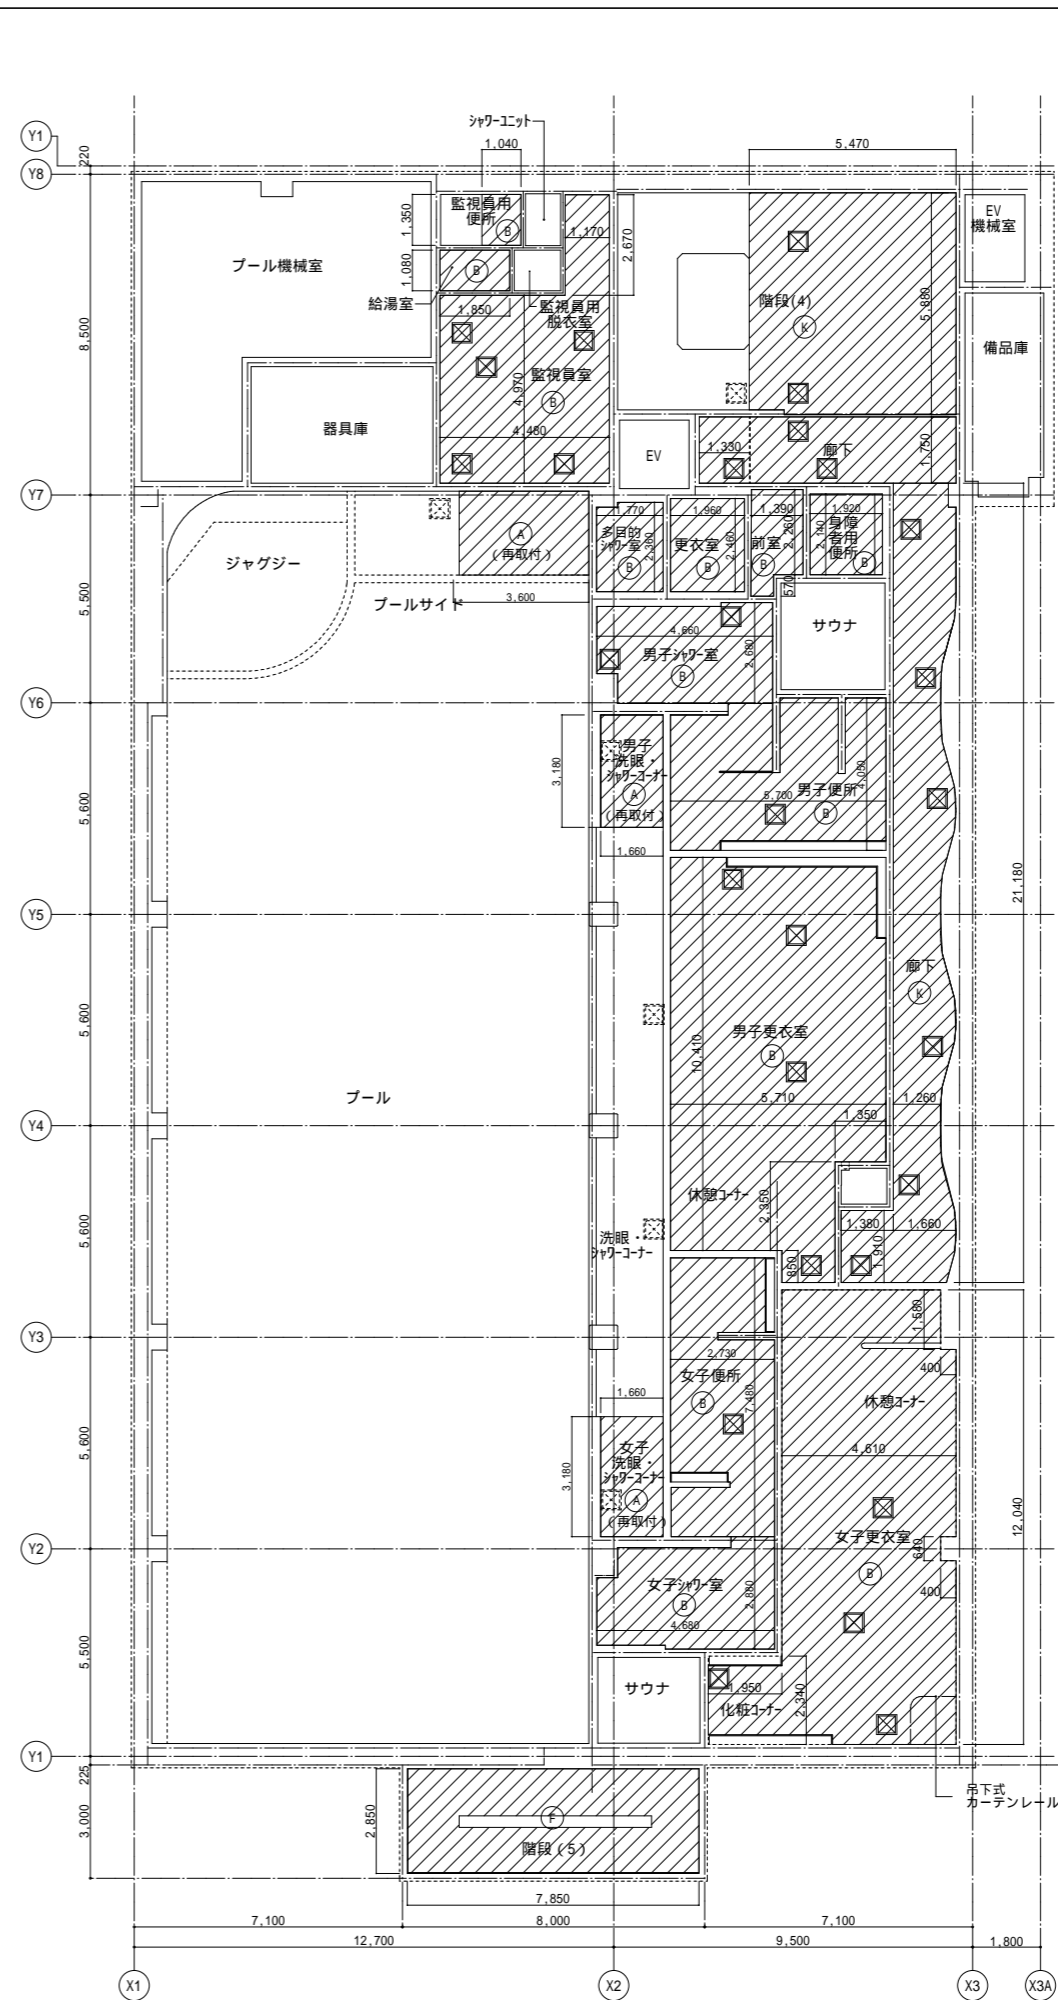 シャワーユニット
1,040
5,470
Y1
220
Y8
監視員用
便所
B
1,350
1,170
2,670
EV
機械室
プール機械室
1,080
B
給湯室
1,850
監視員用
脱衣室
階段(4)
K
5,880
8,500
備品庫
監視員室
B
4,970
4,480
器具庫
EV
1,330
廊下
1,750
Y7
A
(再取付)
1,770
多目的
シャワー室
B
2,360
1,960
更衣室
B
2,460
1,390
前室
B
2,260
570
1,920
身障
者用
便所
B
2,140
ジャグジー
プールサイド
3,600
5,500
サウナ
4,660
男子シャワー室
B
2,680
Y6
男子
洗眼・
シャワーコーナー
A
(再取付)
3,180
1,660
5,700
男子便所
B
4,050
5,600
21,180
Y5
廊下
K
5,600
男子更衣室
B
10,410
5,710
1,260
1,350
プール
Y4
休憩コーナー
2,350
1,380
1,660
1,910
850
5,600
洗眼・
シャワーコーナー
Y3
1,580
400
2,730
女子便所
B
7,480
休憩コーナー
4,610
1,660
女子
洗眼・
シャワーコーナー
A
(再取付)
3,180
5,600
12,040
Y2
女子更衣室
B
640
400
女子シャワー室
B
2,880
4,680
5,500
サウナ
1,950
化粧コーナー
2,340
Y1
225
吊下式
カーテンレール
3,000
2,850
F
階段(5)
7,850
7,100
8,000
7,100
12,700
9,500
1,800
X1
X2
X3
X3A